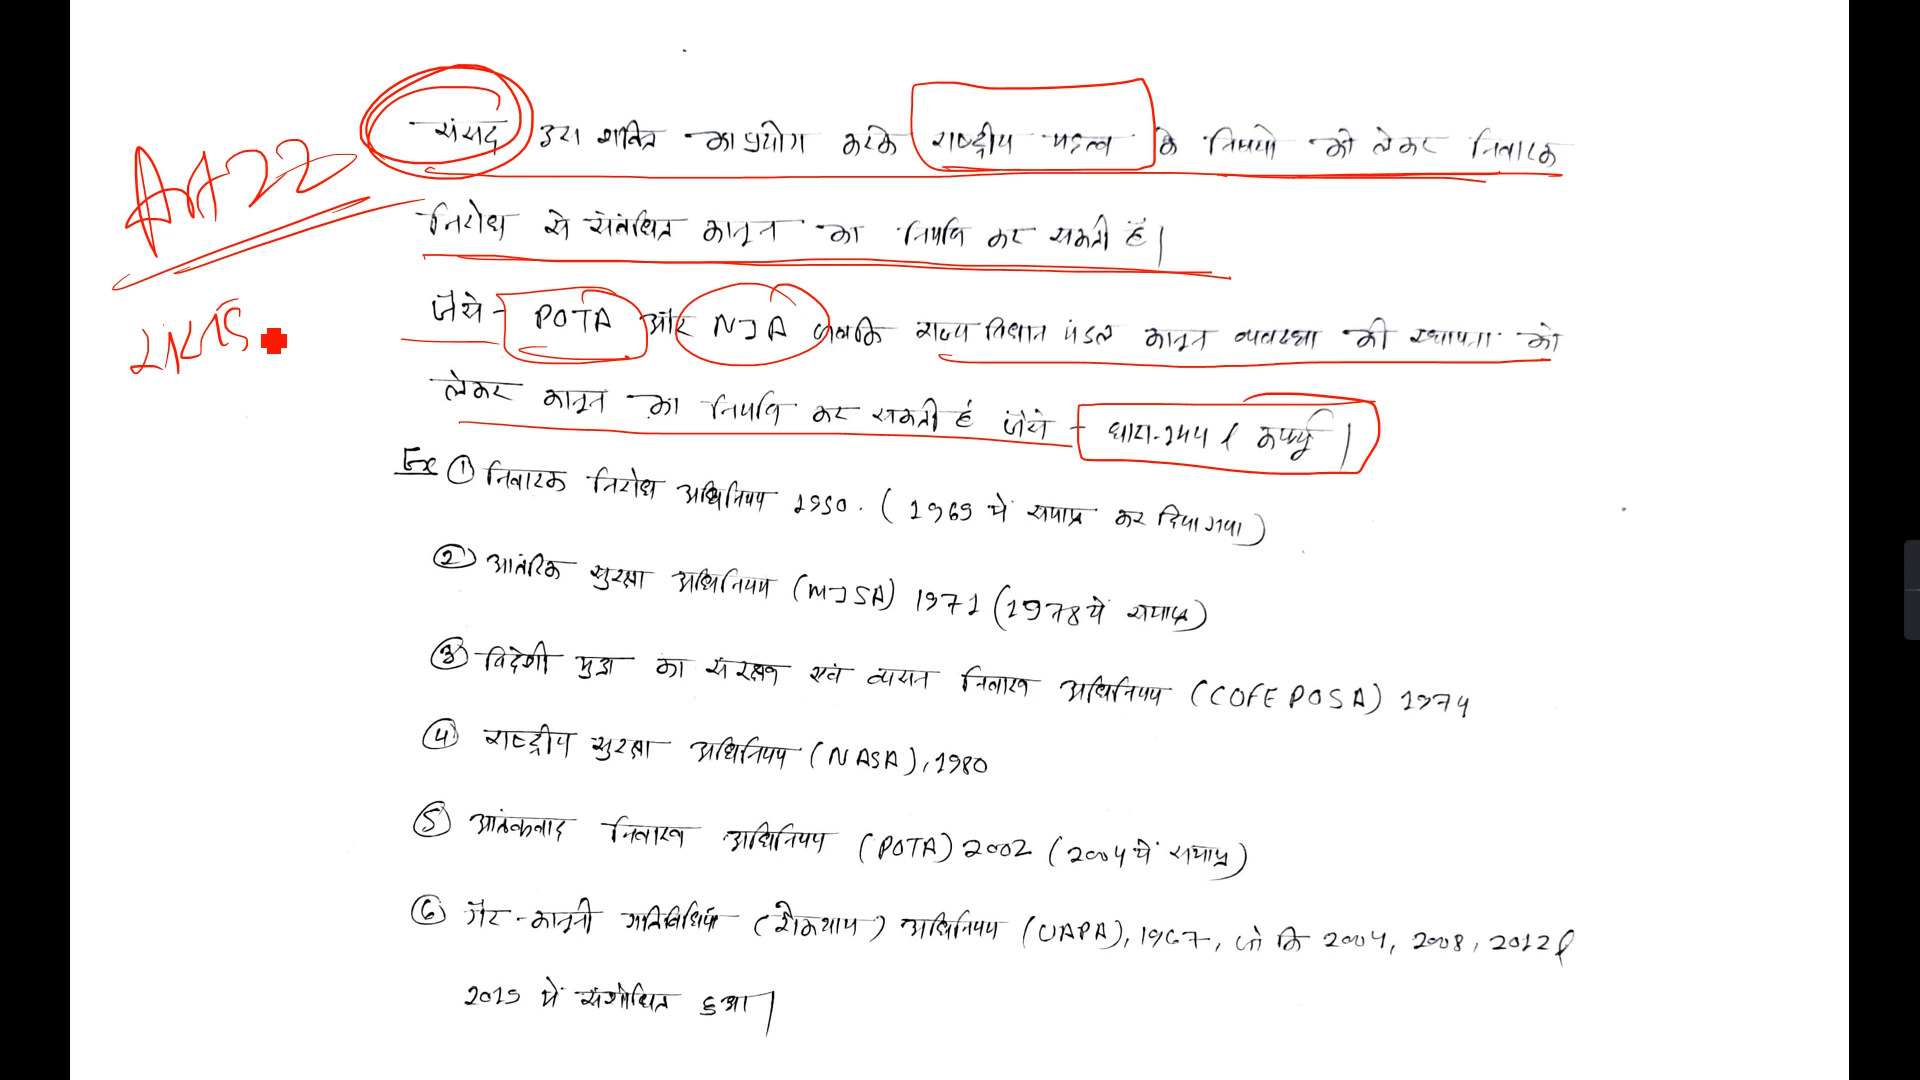 Art 22
संसद इस शक्ति का प्रयोग करके राष्ट्रीय महत्व के विषयो को लेकर निवारक
निरोध से संबंधित कानून का निर्माण कर सकती है|
जैसे - POTA और NIA जबकि राज्य विधान मंडल कानून व्यवस्था की स्थापना को
लेकर कानून का निर्माण कर सकती है जैसे - धारा-144 & कर्फ्यू |
Ex ① निवारक निरोध अधिनियम 1950. (1969 में समाप्त कर दिया गया)
② आंतरिक सुरक्षा अधिनियम (MISA) 1971 (1978 में समाप्त)
③ विदेशी मुद्रा का संरक्षण एवं व्यसन निवारण अधिनियम (COFEPOSA) 1974
④ राष्ट्रीय सुरक्षा अधिनियम (NASA), 1980
⑤ आतंकवाद निवारण अधिनियम (POTA) 2002 (2004 में समाप्त)
⑥ गैर-कानूनी गतिविधियाँ (रोकथाम) अधिनियम (UAPA), 1967, जो कि 2004, 2008, 2012 &
2019 में संशोधित हुआ|